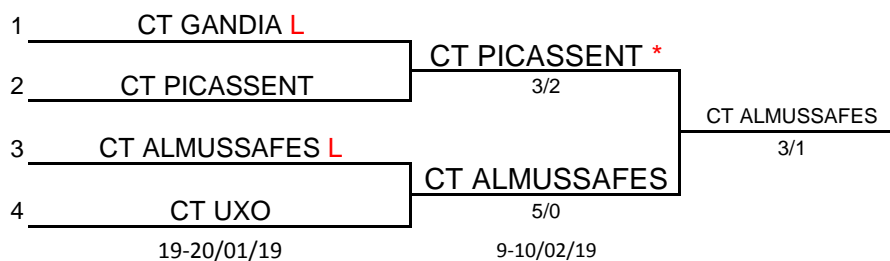 1 CT GANDIA L
CT PICASSENT *
2 CT PICASSENT
3/2
CT ALMUSSAFES
3 CT ALMUSSAFES L
3/1
CT ALMUSSAFES
4 CT UXO
5/0
19-20/01/19
9-10/02/19